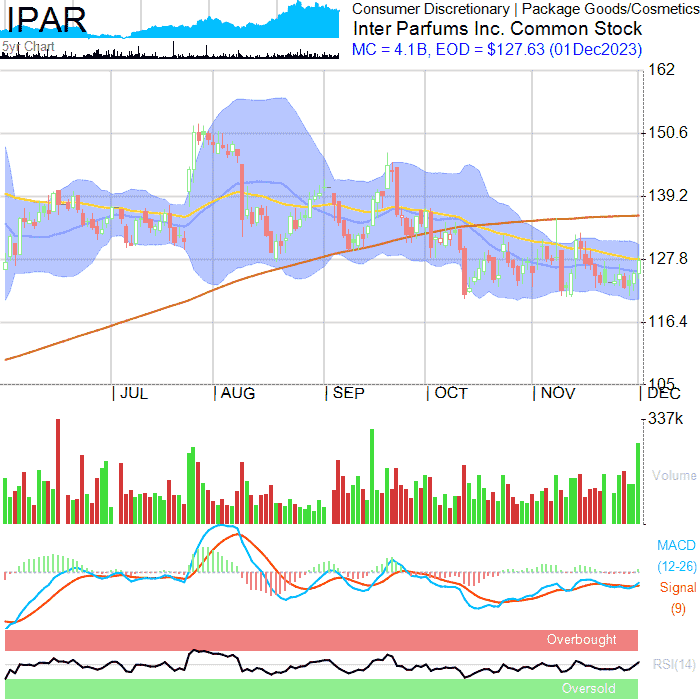 IPAR
5yr Chart
Consumer Discretionary | Package Goods/Cosmetics
Inter Parfums Inc. Common Stock
MC = 4.1B, EOD = $127.63 (01Dec2023)
162
150.6
139.2
127.8
116.4
105
JUL AUG SEP OCT NOV DEC
337k
Volume
MACD
(12-26)
Signal
(9)
Overbought
RSI(14)
Oversold